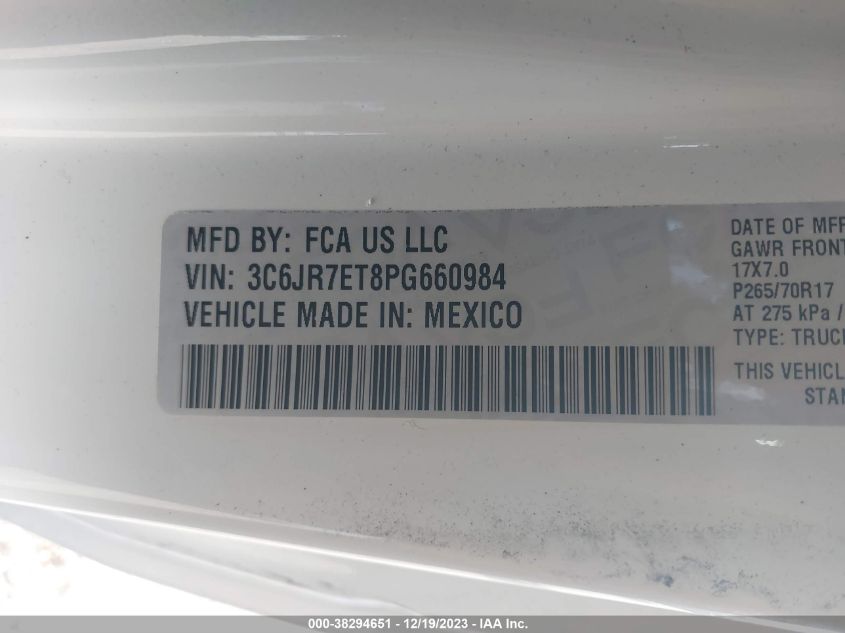 MFD BY: FCA US LLC
VIN: 3C6JR7ET8PG660984
VEHICLE MADE IN: MEXICO
DATE OF MFR
GAWR FRONT
17X7.0
P265/70R17
AT 275 kPa /
TYPE: TRUC
THIS VEHICL
STAN
000-38294651 - 12/19/2023 - IAA Inc.